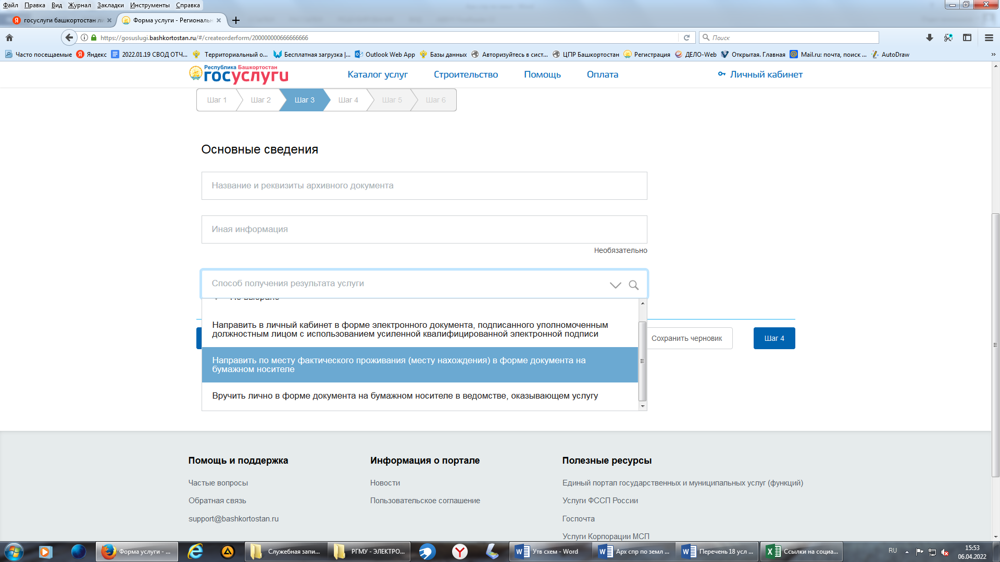 Файл Правка Вид Журнал Закладки Инструменты Справка
госуслуги башкортостан ли
Форма услуги - Региональн
https://gosuslugi.bashkortostan.ru/#/createorderform/200000000666666666
Поиск
Часто посещаемые Яндекс 2022.01.19 СВОД ОТЧ... Территориальный о... Бесплатная загрузка |... Outlook Web App Базы данных Авторизуйтесь в сист... ЦПР Башкортостан Регистрация ДЕЛО-Web Открытая. Главная Mail.ru: почта, поиск ... AutoDraw
Республика Башкортостан
госуслуги
Каталог услуг Строительство Помощь Оплата Личный кабинет
Шаг 1 Шаг 2 Шаг 3 Шаг 4 Шаг 5 Шаг 6
Основные сведения
Название и реквизиты архивного документа
Иная информация
Необязательно
Способ получения результата услуги
Не выбрано
Направить в личный кабинет в форме электронного документа, подписанного уполномоченным
должностным лицом с использованием усиленной квалифицированной электронной подписи
Направить по месту фактического проживания (месту нахождения) в форме документа на
бумажном носителе
Вручить лично в форме документа на бумажном носителе в ведомстве, оказывающем услугу
Сохранить черновик
Шаг 4
Помощь и поддержка
Частые вопросы
Обратная связь
support@bashkortostan.ru
Информация о портале
Новости
Пользовательское соглашение
Полезные ресурсы
Единый портал государственных и муниципальных услуг (функций)
Услуги ФССП России
Госпочта
Услуги Корпорации МСП
Форма услуги - ...
Служебная запи...
РГМУ - ЭЛЕКТРО...
Утв схем - Word
Арх спр по земл ...
Перечень 18 усл ...
Ссылки на социа...
RU
15:53
06.04.2022